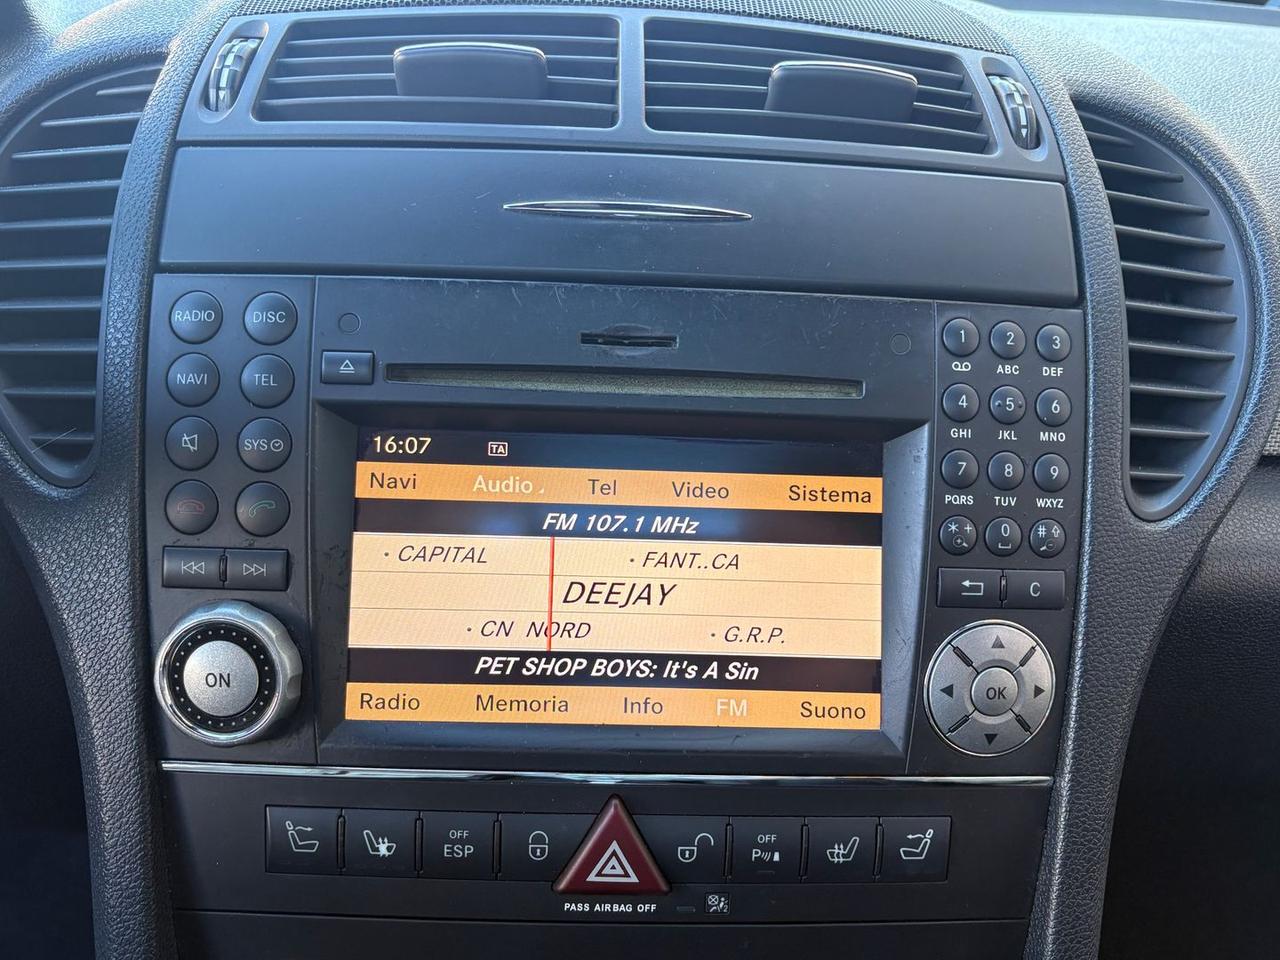 RADIO DISC
NAVI TEL
SYS
1 2 3
ABC DEF
4 5 6
GHI JKL MNO
7 8 9
PQRS TUV WXYZ
* + 0 #
C
ON
OK
16:07 TA
Navi Audio Tel Video Sistema
FM 107.1 MHz
· CAPITAL · FANT..CA
DEEJAY
· CN NORD · G.R.P.
PET SHOP BOYS: It's A Sin
Radio Memoria Info FM Suono
OFF
ESP
OFF
P
PASS AIRBAG OFF